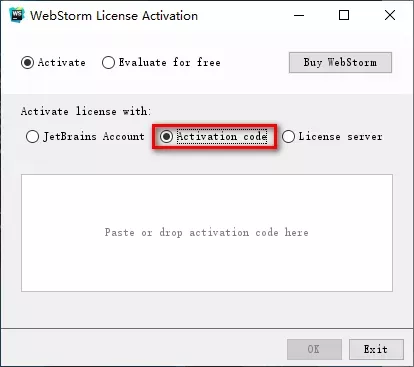 WS
WebStorm License Activation
Activate Evaluate for free Buy WebStorm
Activate license with:
JetBrains Account Activation code License server
Paste or drop activation code here
OK Exit